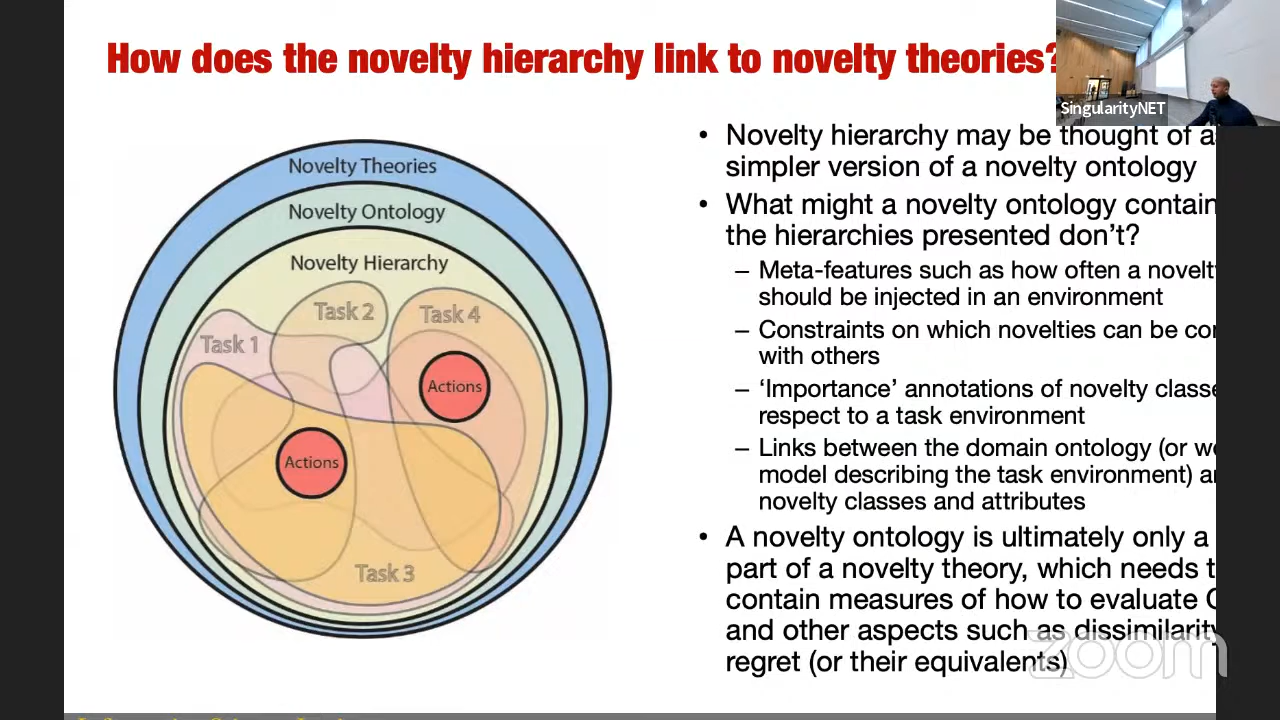 How does the novelty hierarchy link to novelty theories?
SingularityNET
Novelty Theories
Novelty Ontology
Novelty Hierarchy
Task 1
Task 2
Task 4
Actions
Actions
Task 3
• Novelty hierarchy may be thought of a
simpler version of a novelty ontology
• What might a novelty ontology contain
the hierarchies presented don't?
– Meta-features such as how often a novelt
should be injected in an environment
– Constraints on which novelties can be co
with others
– 'Importance' annotations of novelty classe
respect to a task environment
– Links between the domain ontology (or w
model describing the task environment) a
novelty classes and attributes
• A novelty ontology is ultimately only a
part of a novelty theory, which needs t
contain measures of how to evaluate
and other aspects such as dissimilarity
regret (or their equivalents)
zoom